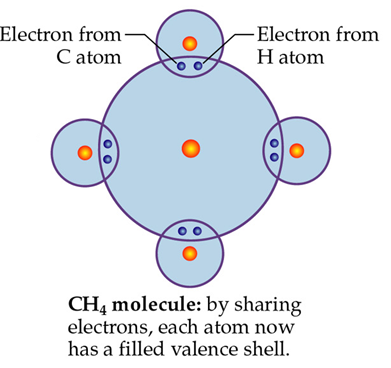 Electron from
C atom
Electron from
H atom
CH₄ molecule: by sharing
electrons, each atom now
has a filled valence shell.